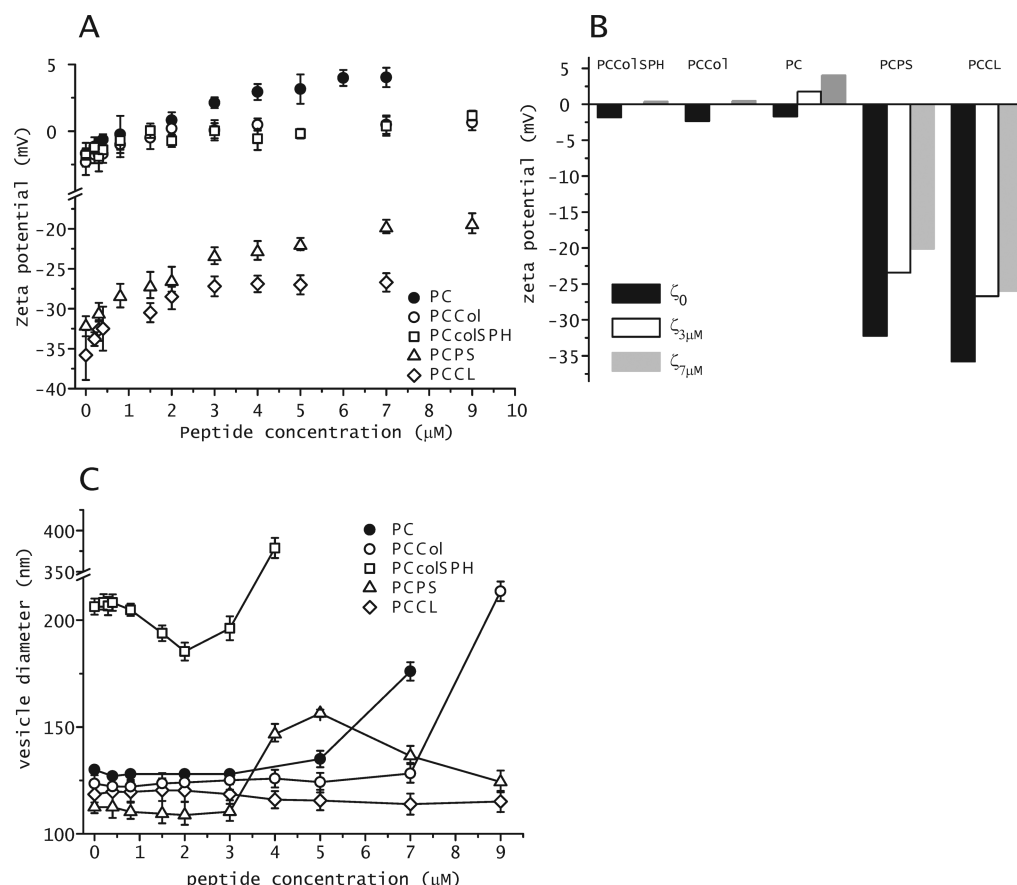 A
5
0
-20
-25
-30
-35
-40
Zeta potential (mV)
0 1 2 3 4 5 6 7 8 9 10
Peptide concentration (µM)
PC
PCCol
PCcolSPH
PCPS
PCCL
B
PCColSPH PCCol PC PCPS PCCL
5
0
-5
-10
-15
-20
-25
-30
-35
zeta potential (mV)
ζ0
ζ3µM
ζ7µM
C
400
350
200
150
100
vesicle diameter (nm)
0 1 2 3 4 5 6 7 8 9
peptide concentration (µM)
PC
PCCol
PCcolSPH
PCPS
PCCL